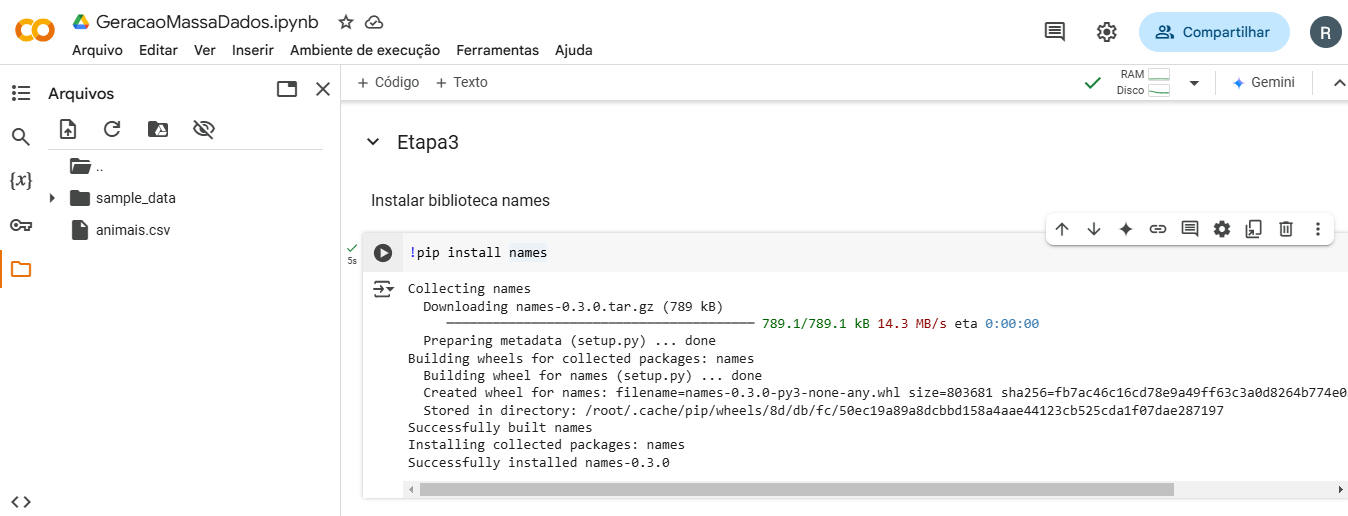 GeracaoMassaDados.ipynb
Arquivo Editar Ver Inserir Ambiente de execução Ferramentas Ajuda
Compartilhar
R
Arquivos
+ Código + Texto
RAM
Disco
Gemini
..
sample_data
animais.csv
{x}
Etapa3
Instalar biblioteca names
5s
!pip install names
Collecting names
Downloading names-0.3.0.tar.gz (789 kB)
789.1/789.1 kB 14.3 MB/s eta 0:00:00
Preparing metadata (setup.py) ... done
Building wheels for collected packages: names
Building wheel for names (setup.py) ... done
Created wheel for names: filename=names-0.3.0-py3-none-any.whl size=803681 sha256=fb7ac46c16cd78e9a49ff63c3a0d8264b774e0
Stored in directory: /root/.cache/pip/wheels/8d/db/fc/50ec19a89a8dcbbd158a4aae44123cb525cda1f07dae287197
Successfully built names
Installing collected packages: names
Successfully installed names-0.3.0